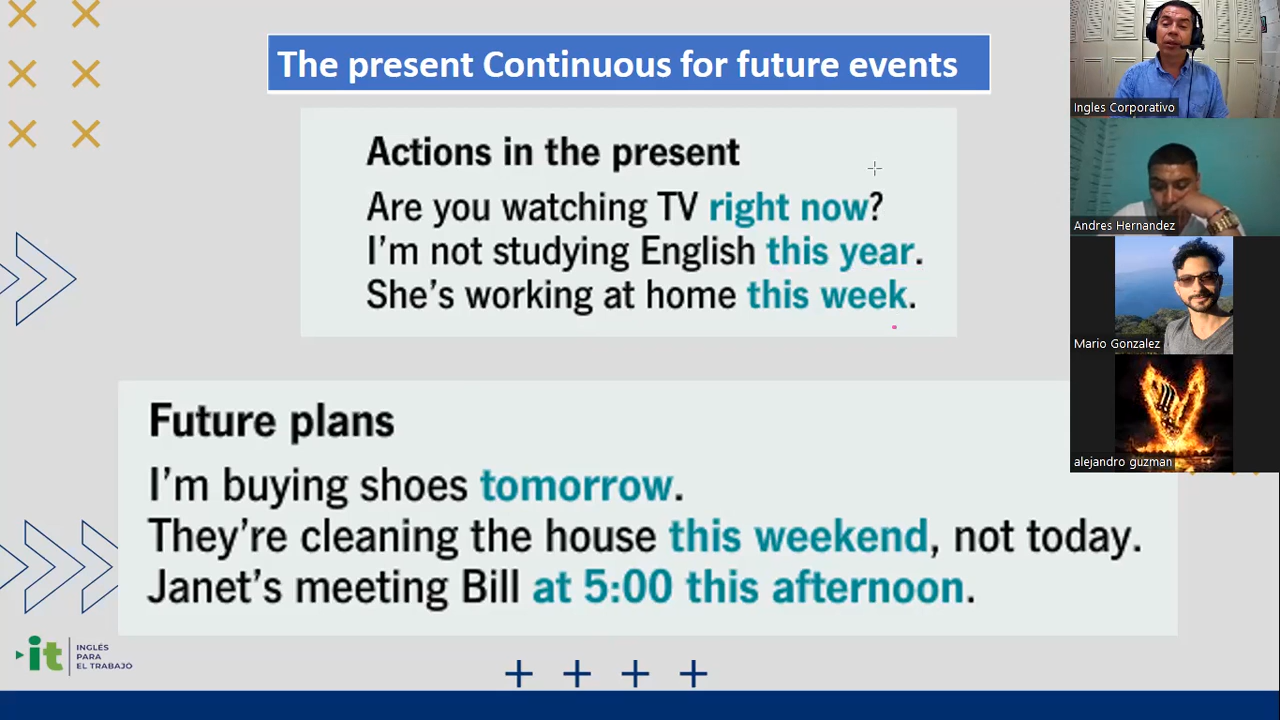 The present Continuous for future events
Actions in the present
Are you watching TV right now?
I'm not studying English this year.
She's working at home this week.
Future plans
I'm buying shoes tomorrow.
They're cleaning the house this weekend, not today.
Janet's meeting Bill at 5:00 this afternoon.
it
INGLÉS
PARA
EL TRABAJO
Ingles Corporativo
Andres Hernandez
Mario Gonzalez
alejandro guzman